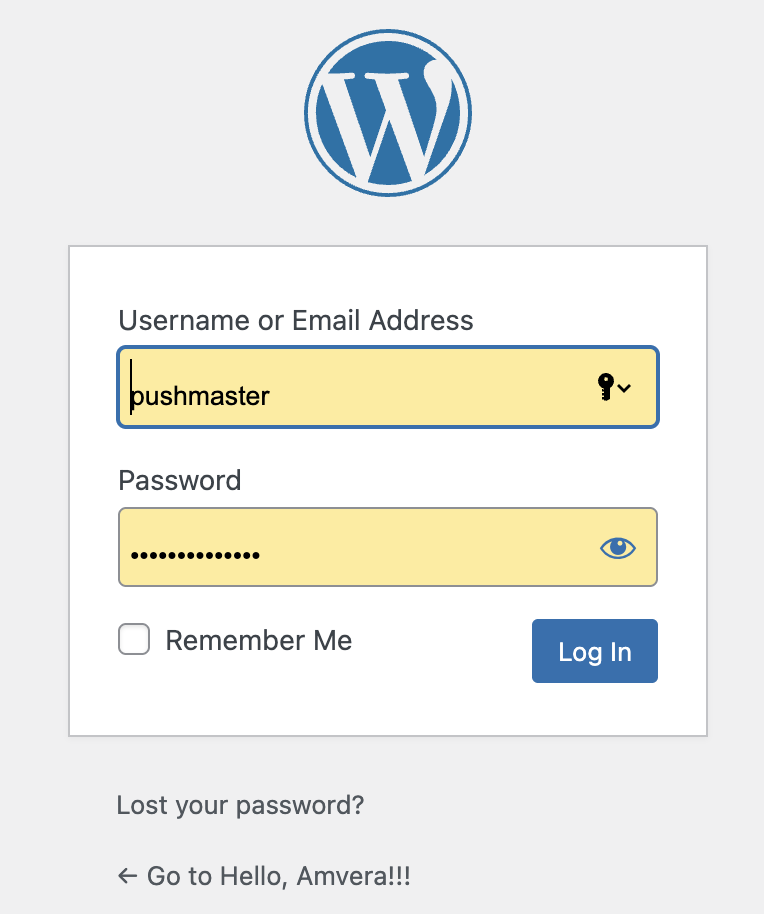 Username or Email Address
pushmaster
Password
••••••••••••••
Remember Me
Log In
Lost your password?
← Go to Hello, Amvera!!!